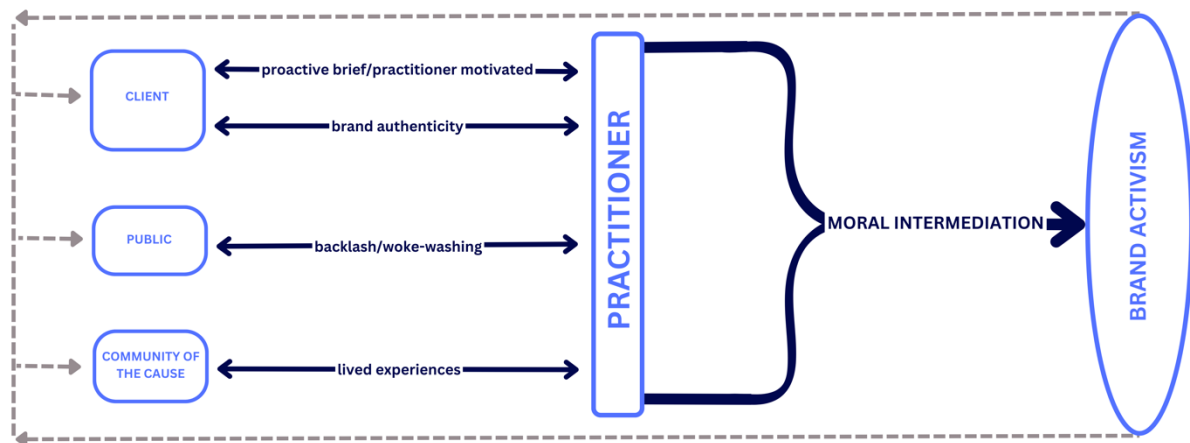 CLIENT
proactive brief/practitioner motivated
brand authenticity
PUBLIC
backlash/woke-washing
COMMUNITY OF
THE CAUSE
lived experiences
PRACTITIONER
MORAL INTERMEDIATION
BRAND ACTIVISM